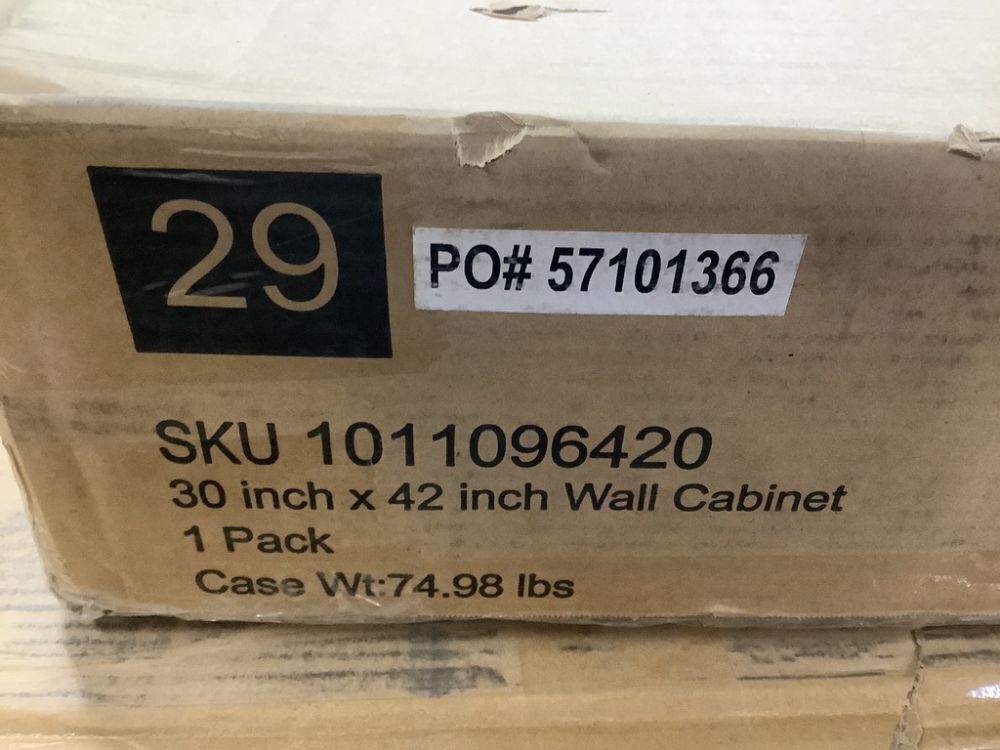 29
PO# 57101366
SKU 1011096420
30 inch x 42 inch Wall Cabinet
1 Pack
Case Wt:74.98 lbs